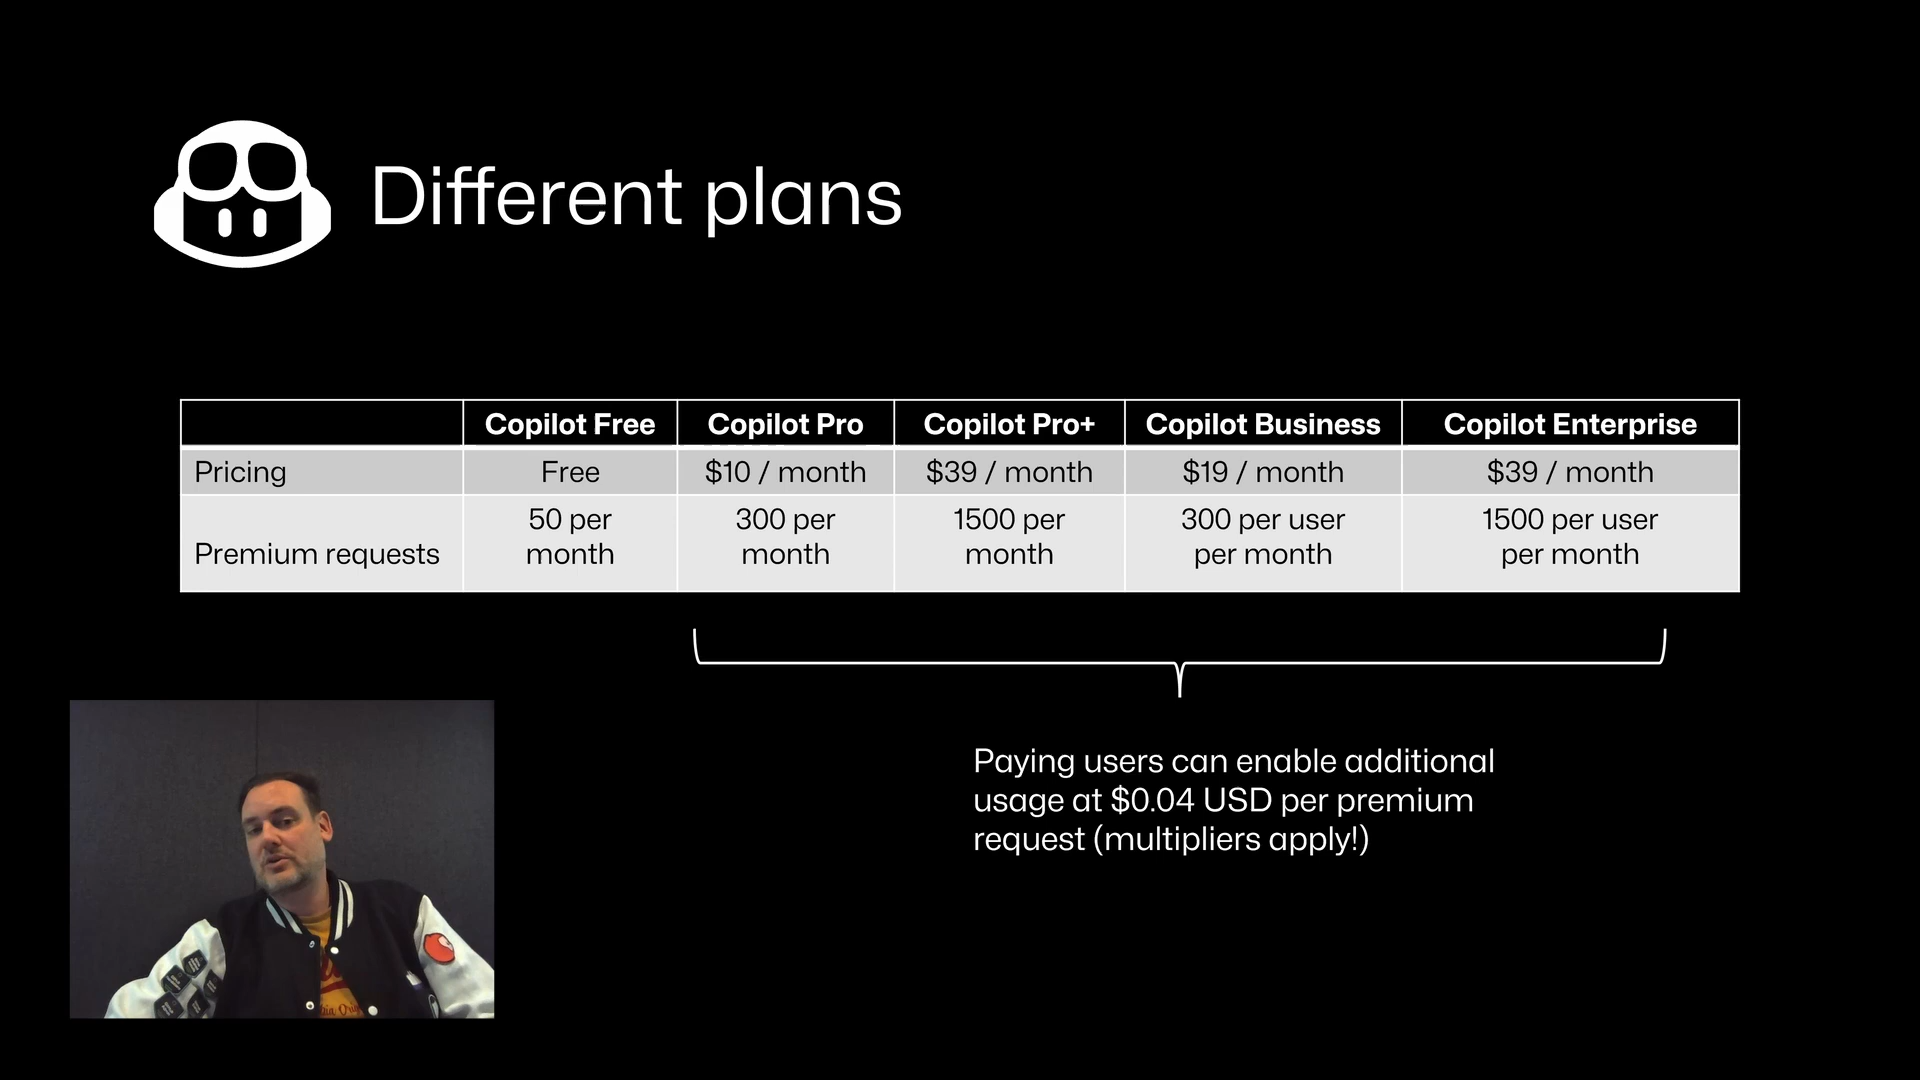 Different plans
Copilot Free Copilot Pro Copilot Pro+ Copilot Business Copilot Enterprise
Pricing Free $10 / month $39 / month $19 / month $39 / month
Premium requests 50 per month 300 per month 1500 per month 300 per user per month 1500 per user per month
Paying users can enable additional
usage at $0.04 USD per premium
request (multipliers apply!)